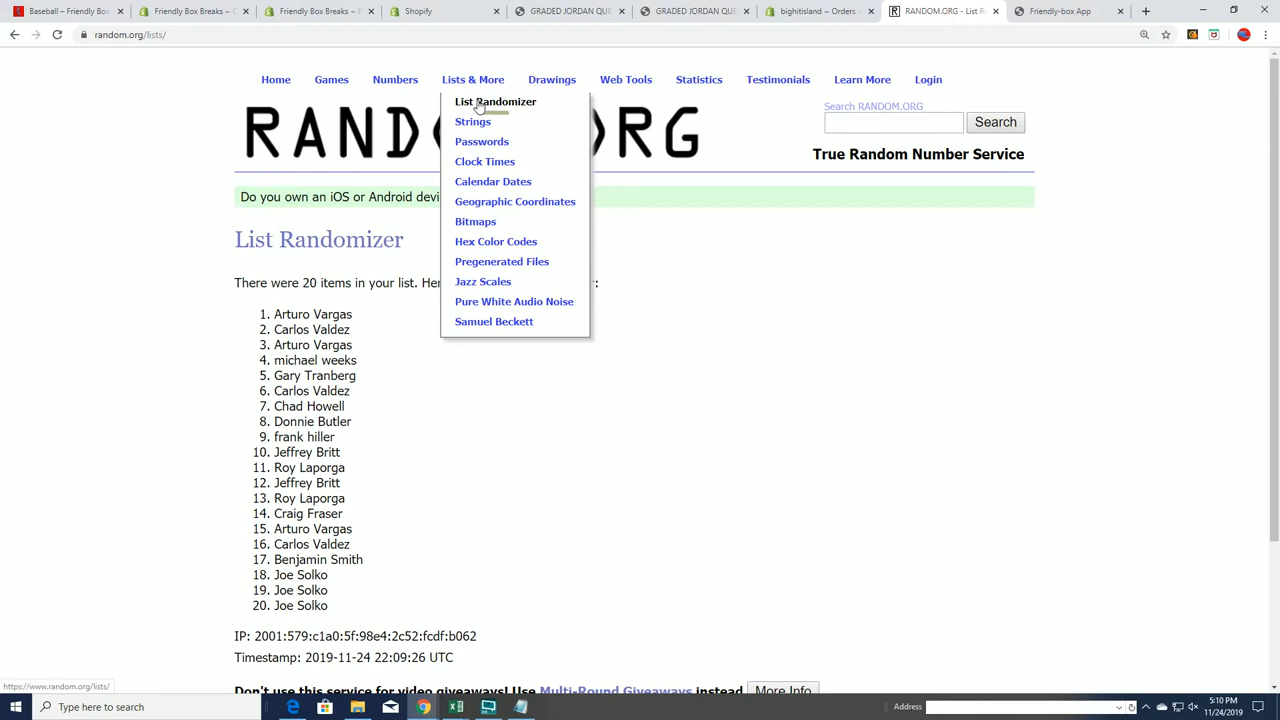 Baseball – Friendly Bo
Friendly Box Breaks ~ C
Friendly Box Breaks ~ F
Shopify
GRADED JORDAN QUE
GRADED JORDAN QUE
bighitisland ~ Orders ~
RANDOM.ORG - List R
Friendly-box App
random.org/lists/
Home Games Numbers Lists & More Drawings Web Tools Statistics Testimonials Learn More Login
List Randomizer
Strings
Passwords
Clock Times
Calendar Dates
Geographic Coordinates
Bitmaps
Hex Color Codes
Pregenerated Files
Jazz Scales
Pure White Audio Noise
Samuel Beckett
Search RANDOM.ORG
Search
True Random Number Service
Do you own an iOS or Android devi
List Randomizer
There were 20 items in your list. He :
1. Arturo Vargas
2. Carlos Valdez
3. Arturo Vargas
4. michael weeks
5. Gary Tranberg
6. Carlos Valdez
7. Chad Howell
8. Donnie Butler
9. frank hiller
10. Jeffrey Britt
11. Roy Laporga
12. Jeffrey Britt
13. Roy Laporga
14. Craig Fraser
15. Arturo Vargas
16. Carlos Valdez
17. Benjamin Smith
18. Joe Solko
19. Joe Solko
20. Joe Solko
IP: 2001:579:c1a0:5f:98e4:2c52:fcdf:b062
Timestamp: 2019-11-24 22:09:26 UTC
Don't use this service for video giveaways! Use Multi-Round Giveaways instead More Info
https://www.random.org/lists/
Type here to search
Address
5:10 PM
11/24/2019